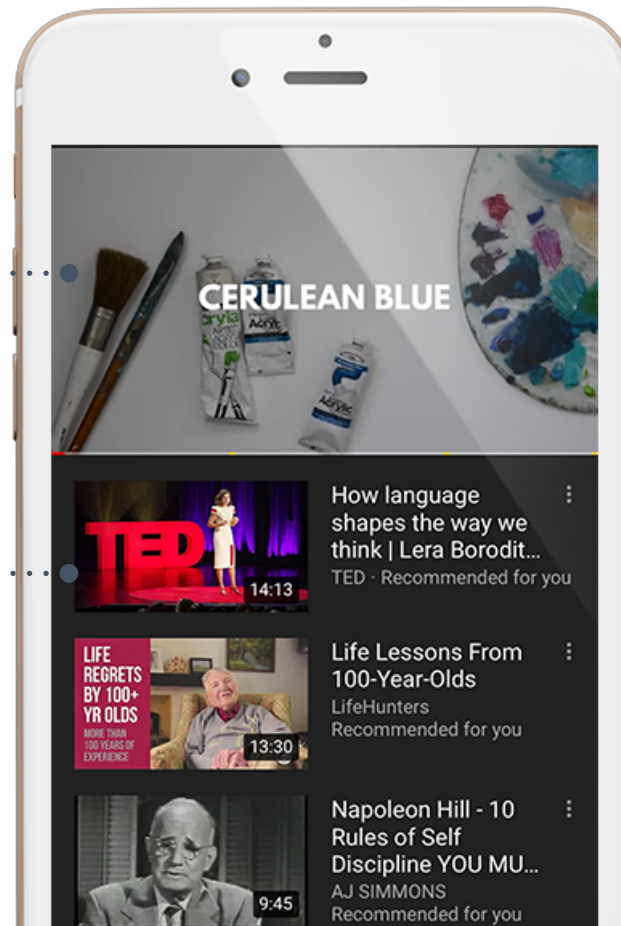 CERULEAN BLUE
cryla
Acrylic
Acrylic
TED
14:13
How language
shapes the way we
think | Lera Borodit...
TED · Recommended for you
LIFE
REGRETS
BY 100+
YR OLDS
MORE THAN
100 YEARS OF
EXPERIENCE
13:30
Life Lessons From
100-Year-Olds
LifeHunters
Recommended for you
9:45
Napoleon Hill - 10
Rules of Self
Discipline YOU MU...
AJ SIMMONS
Recommended for you